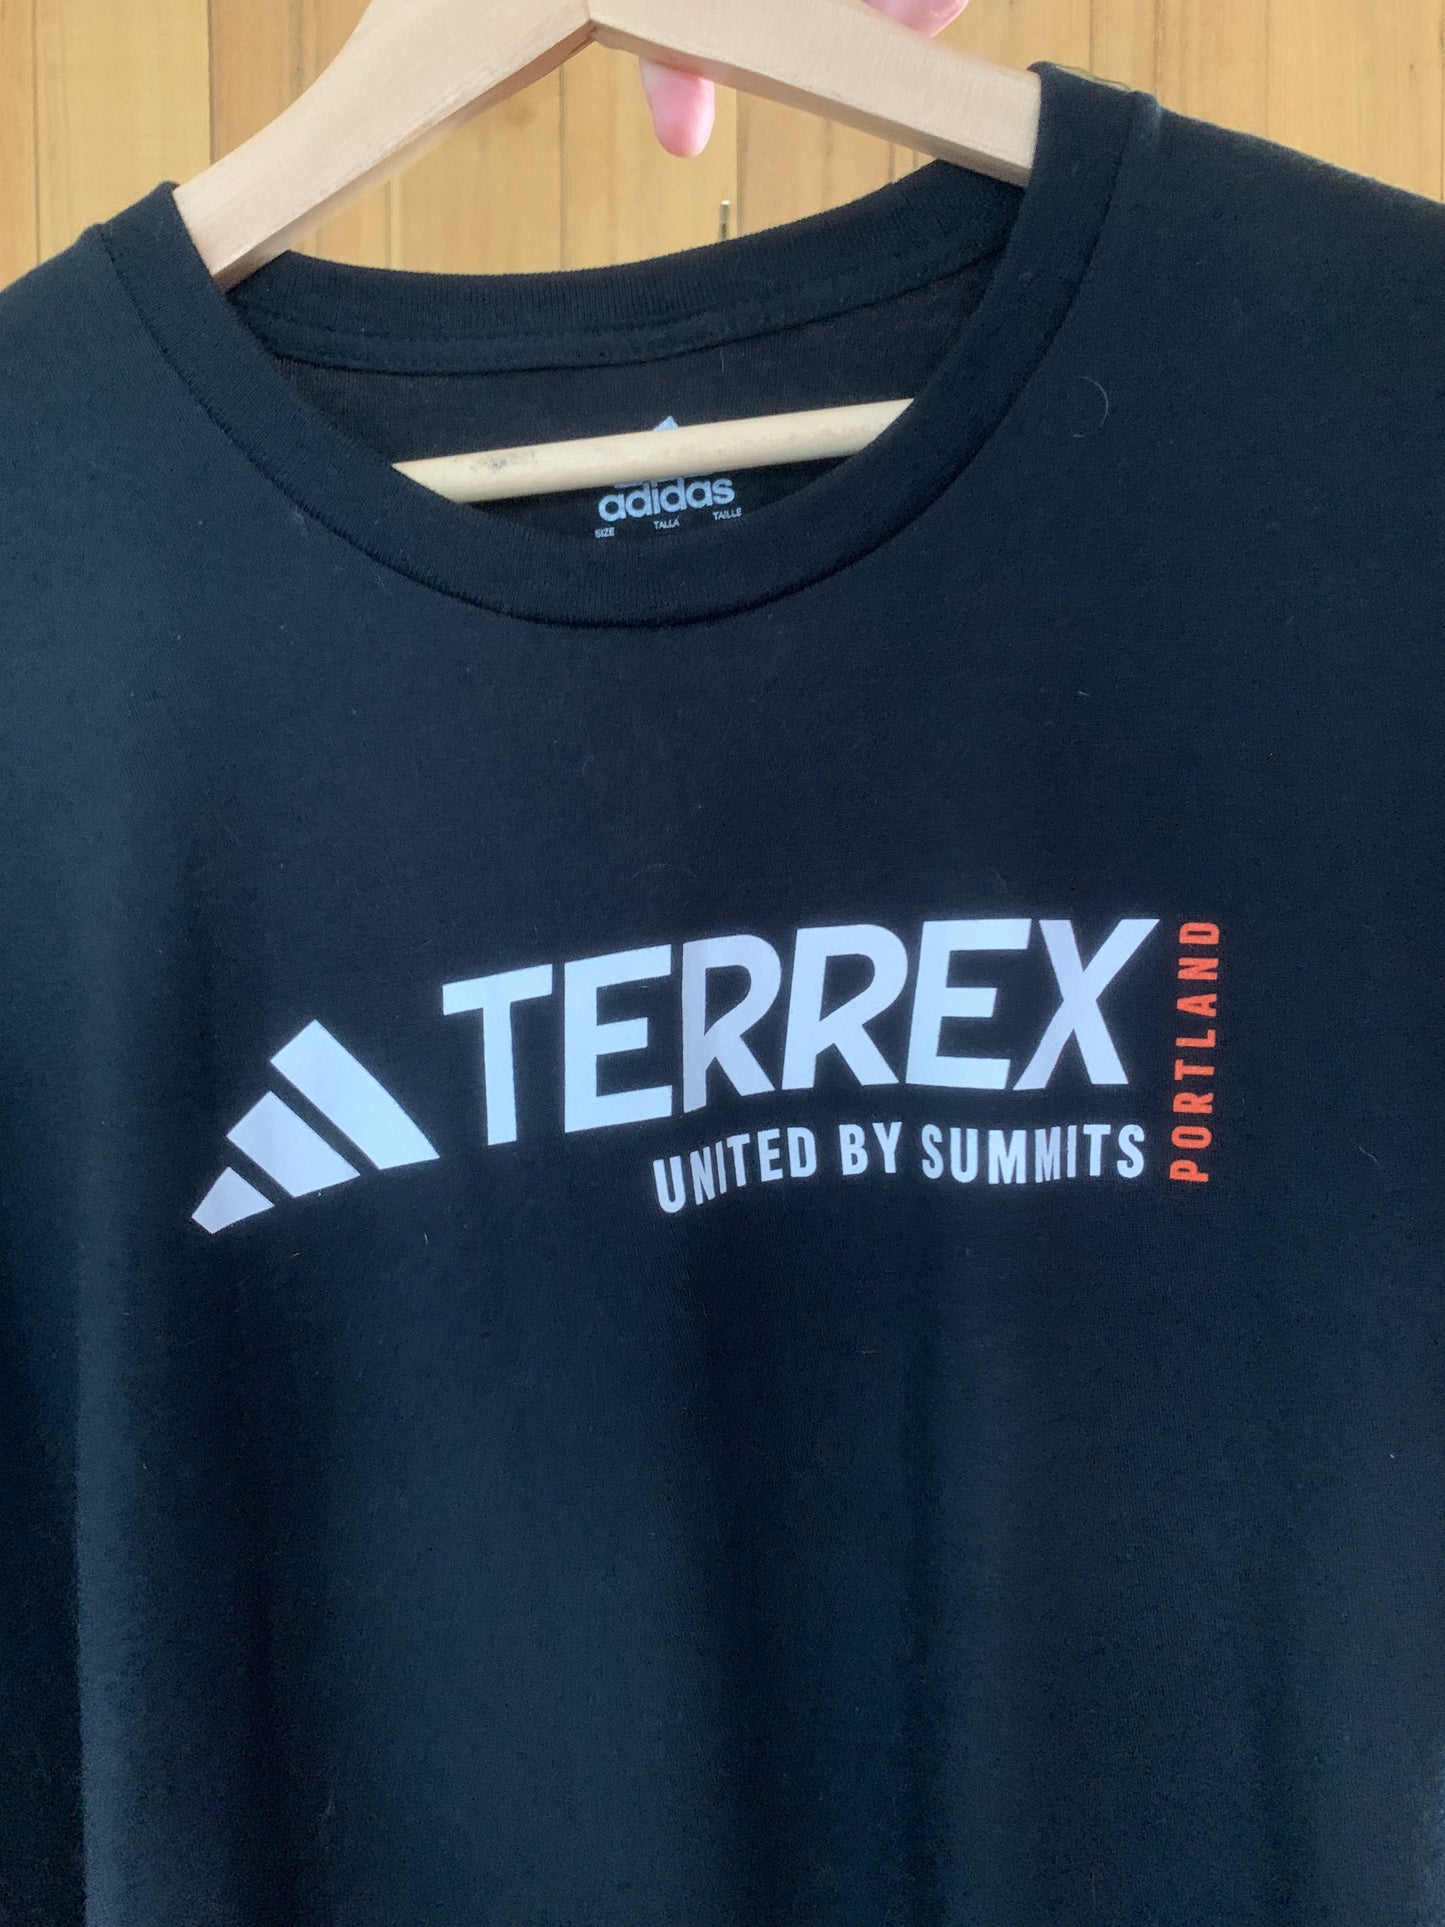 adidas
SIZE TALLA TAILLE
TERREX
UNITED BY SUMMITS
PORTLAND